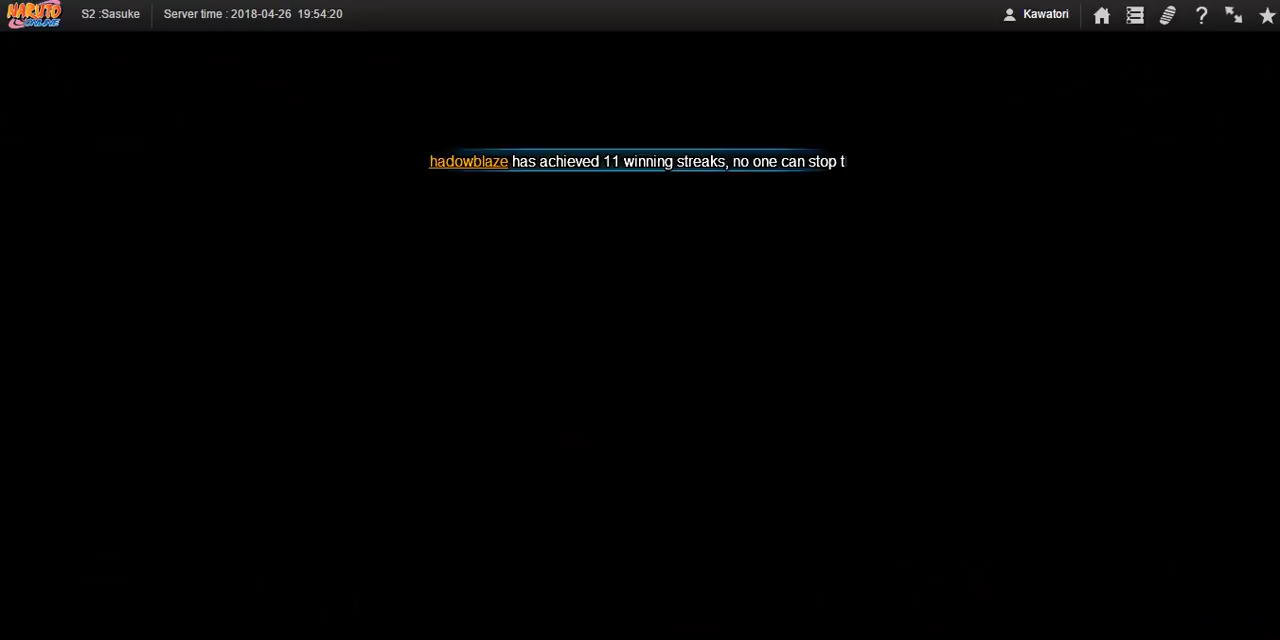 NARUTO
ONLINE
S2 :Sasuke
Server time : 2018-04-26 19:54:20
Kawatori
?
hadowblaze has achieved 11 winning streaks, no one can stop t